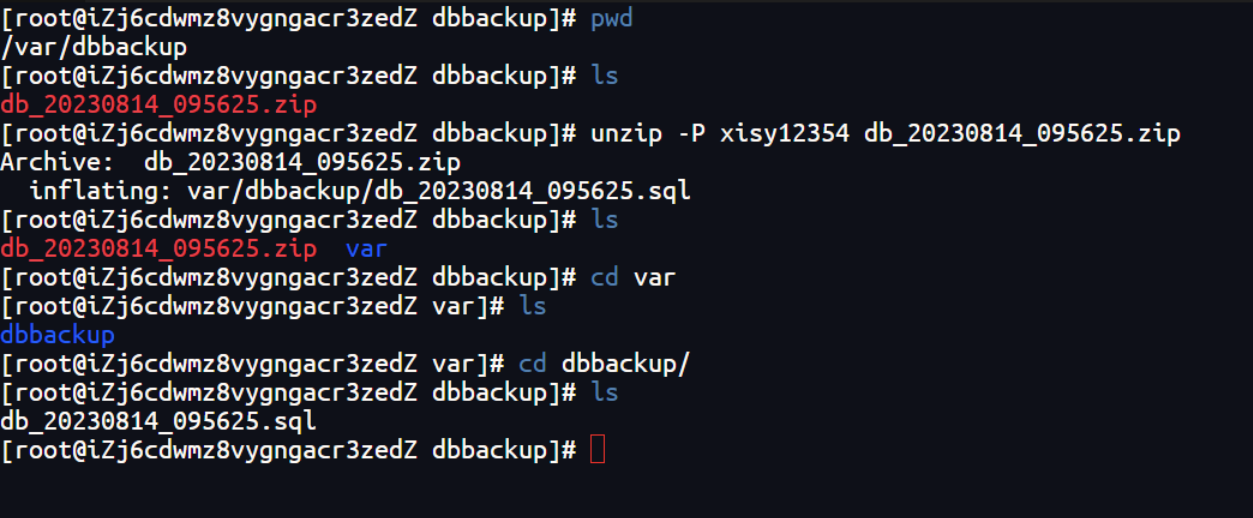 [root@iZj6cdwmz8vygngacr3zedZ dbbackup]# pwd
/var/dbbackup
[root@iZj6cdwmz8vygngacr3zedZ dbbackup]# ls
db_20230814_095625.zip
[root@iZj6cdwmz8vygngacr3zedZ dbbackup]# unzip -P xisy12354 db_20230814_095625.zip
Archive:  db_20230814_095625.zip
  inflating: var/dbbackup/db_20230814_095625.sql
[root@iZj6cdwmz8vygngacr3zedZ dbbackup]# ls
db_20230814_095625.zip  var
[root@iZj6cdwmz8vygngacr3zedZ dbbackup]# cd var
[root@iZj6cdwmz8vygngacr3zedZ var]# ls
dbbackup
[root@iZj6cdwmz8vygngacr3zedZ var]# cd dbbackup/
[root@iZj6cdwmz8vygngacr3zedZ dbbackup]# ls
db_20230814_095625.sql
[root@iZj6cdwmz8vygngacr3zedZ dbbackup]#